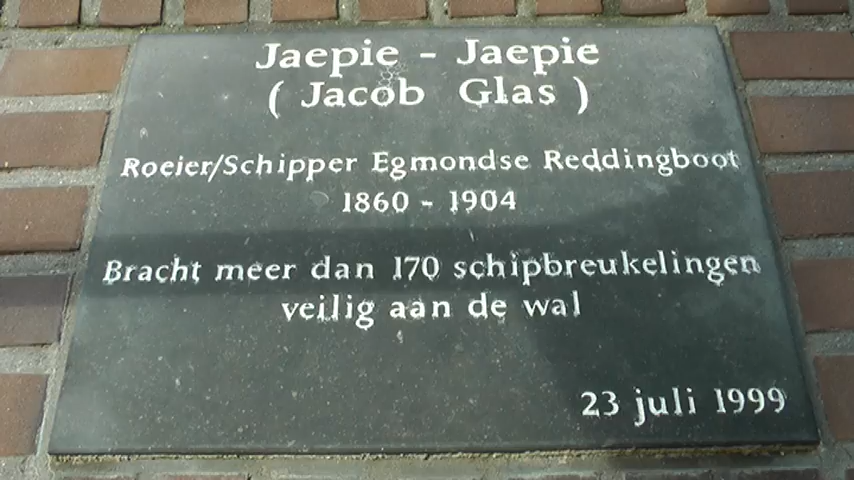 Jaepie - Jaepie
( Jacob Glas )
Roeier/Schipper Egmondse Reddingboot
1860 - 1904
Bracht meer dan 170 schipbreukelingen
veilig aan de wal
23 juli 1999